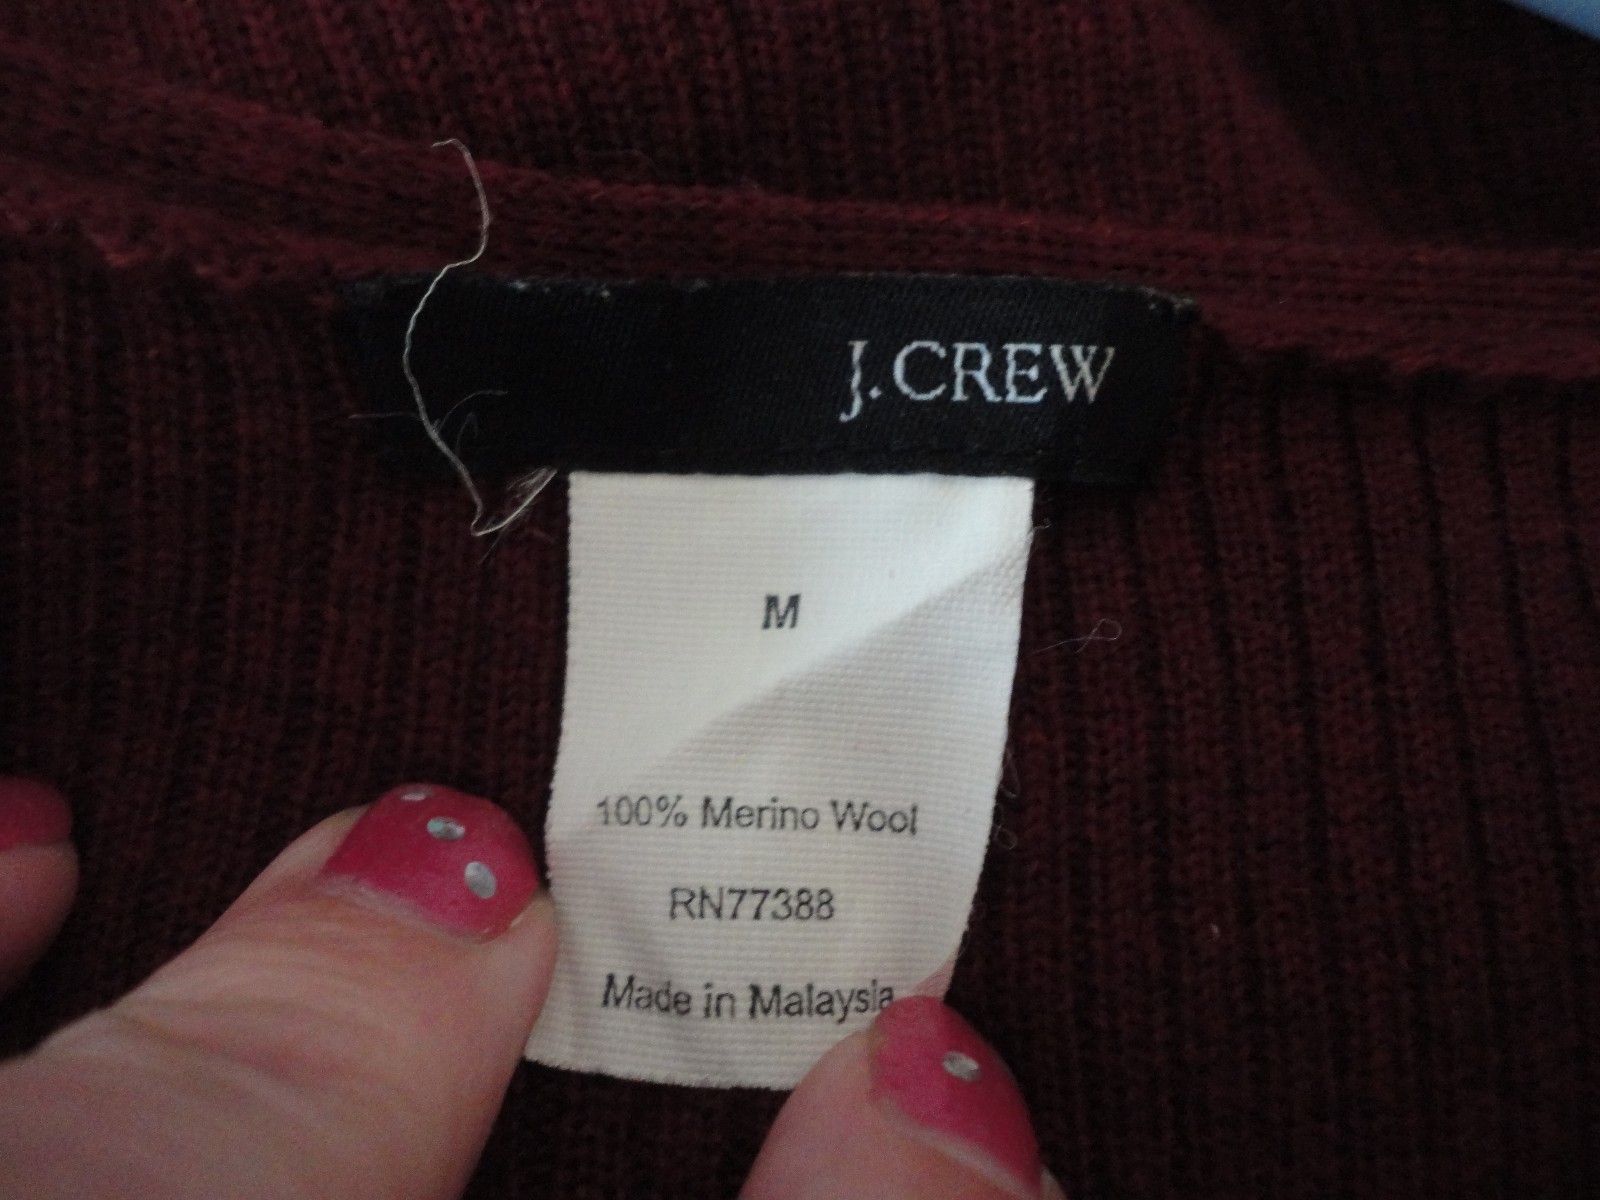 J.CREW
M
100% Merino Wool
RN77388
Made in Malaysia